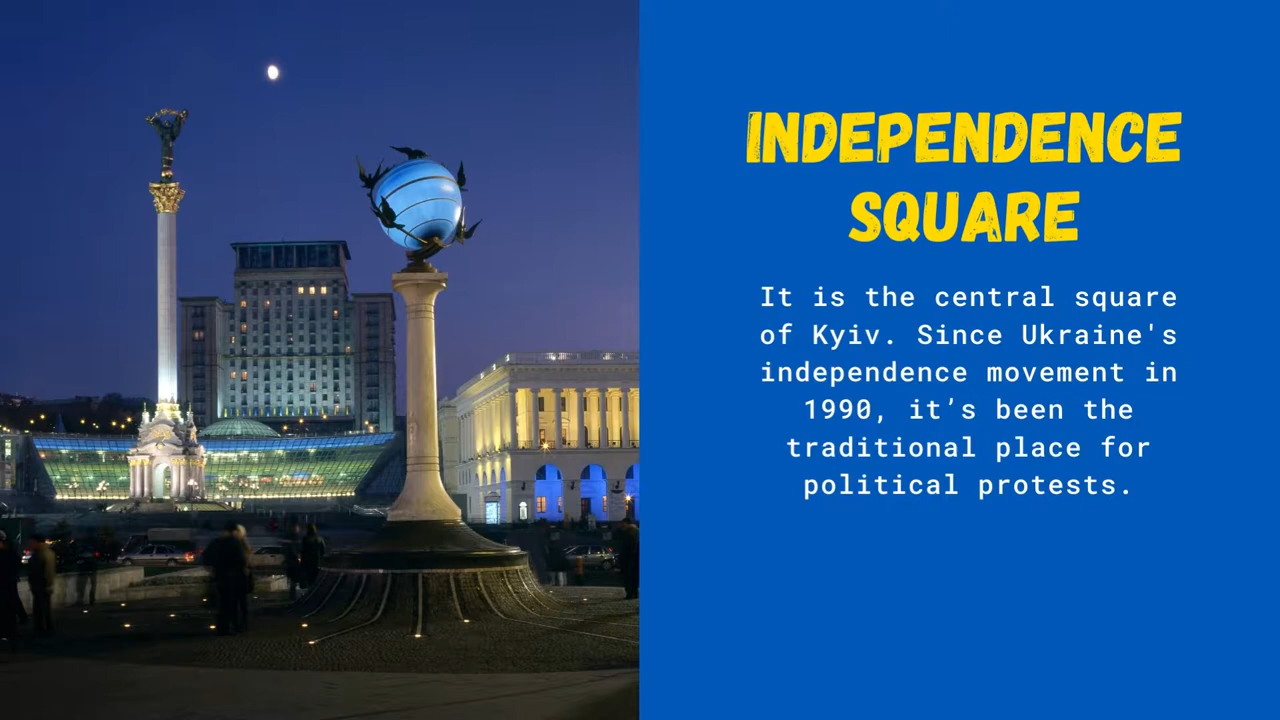 INDEPENDENCE
SQUARE
It is the central square
of Kyiv. Since Ukraine's
independence movement in
1990, it’s been the
traditional place for
political protests.